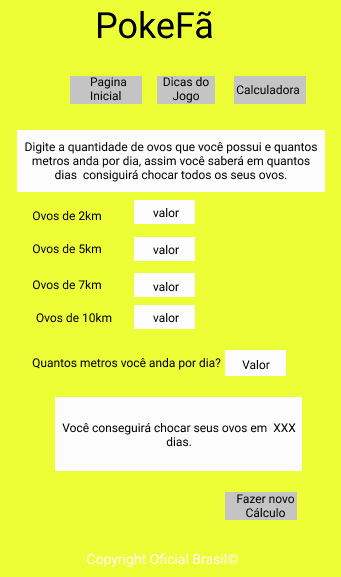 PokeFã
Pagina
Inicial
Dicas do
Jogo
Calculadora
Digite a quantidade de ovos que você possui e quantos
metros anda por dia, assim você saberá em quantos
dias consiguirá chocar todos os seus ovos.
Ovos de 2km
valor
Ovos de 5km
valor
Ovos de 7km
valor
Ovos de 10km
valor
Quantos metros você anda por dia?
Valor
Você conseguirá chocar seus ovos em XXX
dias.
Fazer novo
Cálculo
Copyright Oficial Brasil©